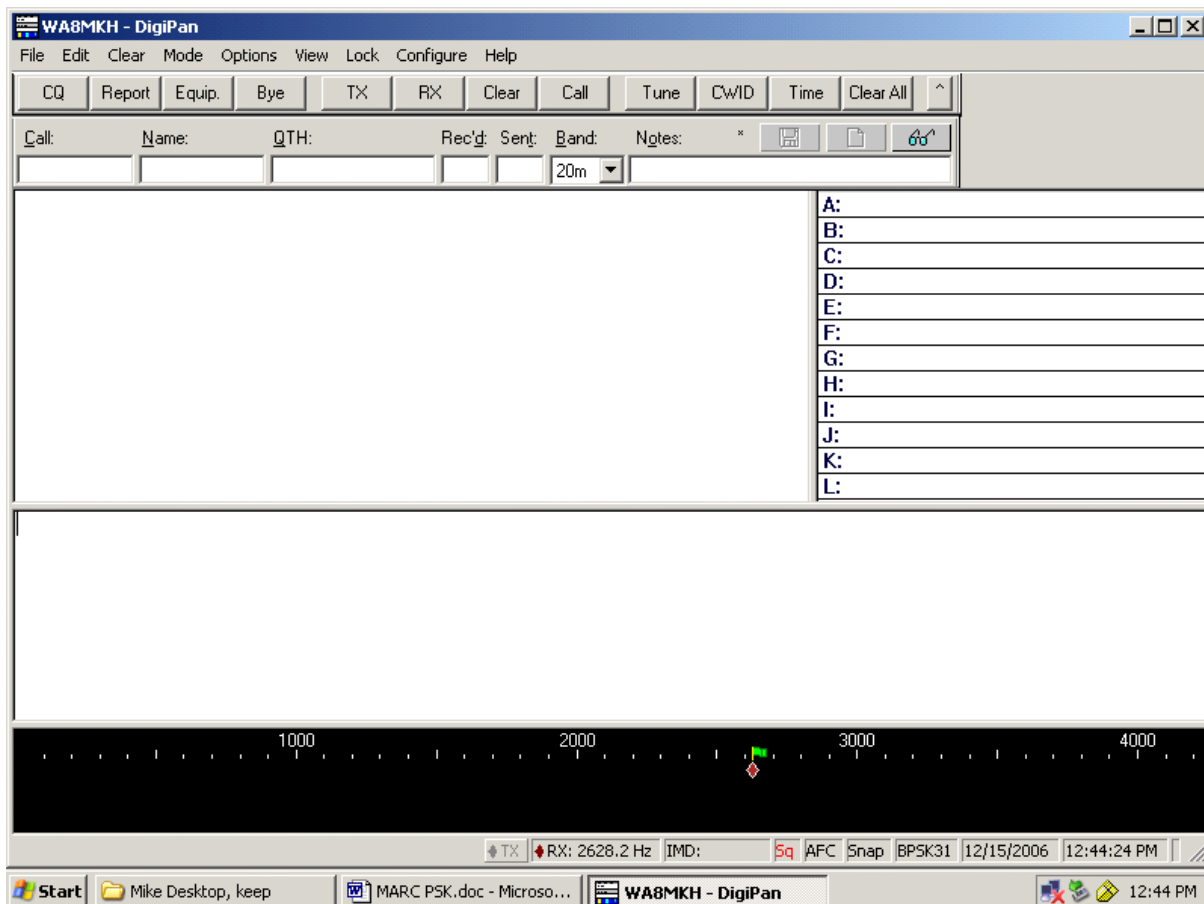 WA8MKH - DigiPan
File Edit Clear Mode Options View Lock Configure Help
CQ Report Equip. Bye TX RX Clear Call Tune CWID Time Clear All ^
Call: Name: QTH: Rec'd: Sent: Band: Notes: *
20m
A:
B:
C:
D:
E:
F:
G:
H:
I:
J:
K:
L:
1000 2000 3000 4000
TX RX: 2628.2 Hz IMD: Sq AFC Snap BPSK31 12/15/2006 12:44:24 PM
Start Mike Desktop, keep MARC PSK.doc - Microso... WA8MKH - DigiPan 12:44 PM